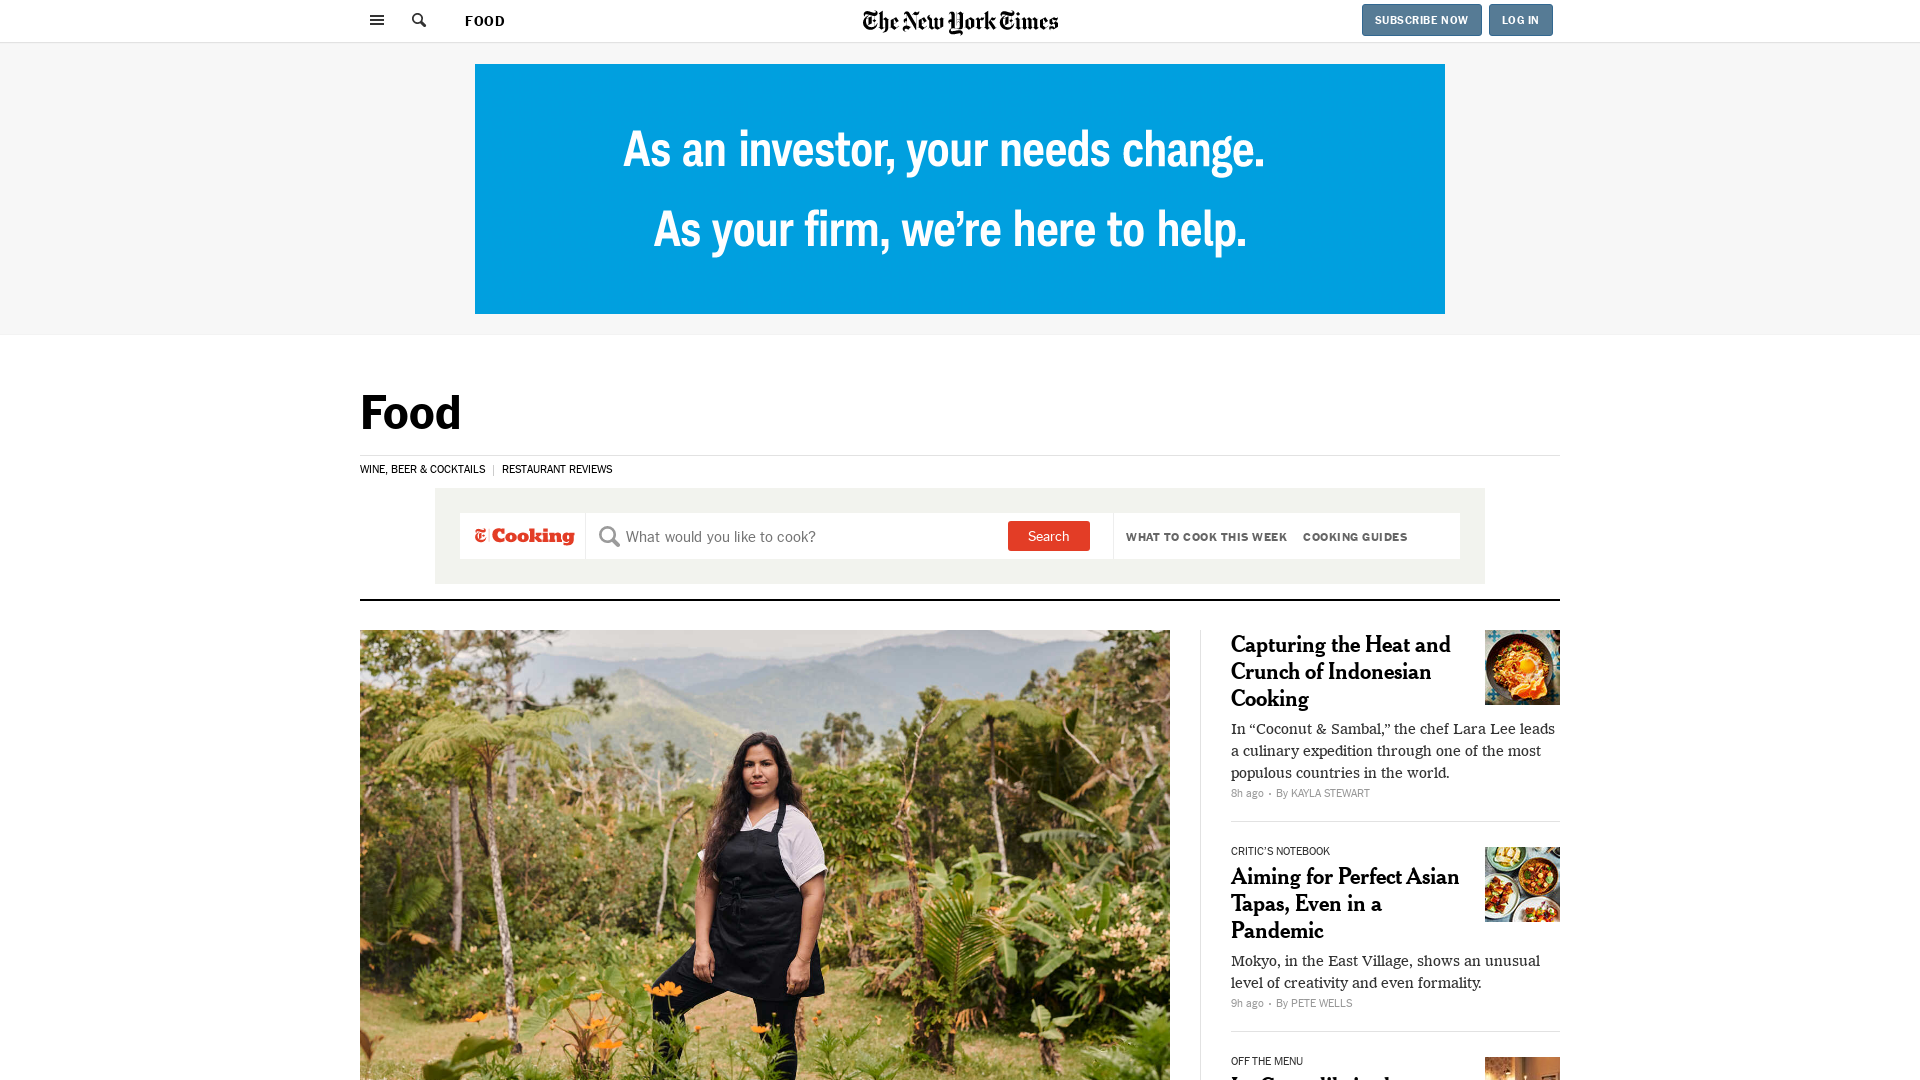 FOOD
The New York Times
SUBSCRIBE NOW
LOG IN
As an investor, your needs change.
As your firm, we’re here to help.
Food
WINE, BEER & COCKTAILS
RESTAURANT REVIEWS
Cooking
What would you like to cook?
Search
WHAT TO COOK THIS WEEK
COOKING GUIDES
Capturing the Heat and
Crunch of Indonesian
Cooking
In “Coconut & Sambal,” the chef Lara Lee leads
a culinary expedition through one of the most
populous countries in the world.
8h ago • By KAYLA STEWART
CRITIC'S NOTEBOOK
Aiming for Perfect Asian
Tapas, Even in a
Pandemic
Mokyo, in the East Village, shows an unusual
level of creativity and even formality.
9h ago • By PETE WELLS
OFF THE MENU